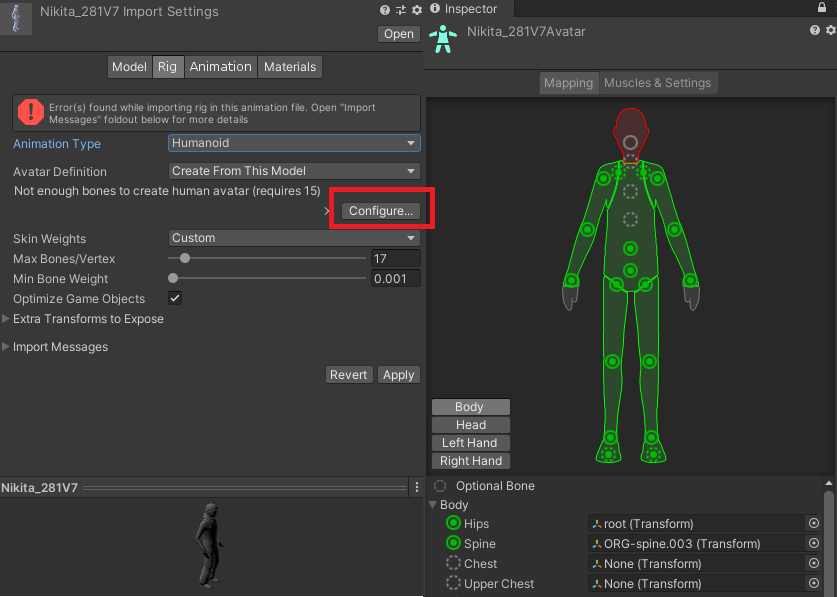 Nikita_281V7 Import Settings
Open
Model Rig Animation Materials
Error(s) found while importing rig in this animation file. Open "Import
Messages" foldout below for more details
Animation Type Humanoid
Avatar Definition Create From This Model
Not enough bones to create human avatar (requires 15)
Configure...
Skin Weights Custom
Max Bones/Vertex 17
Min Bone Weight 0.001
Optimize Game Objects
Extra Transforms to Expose
Import Messages
Revert Apply
Nikita_281V7
Inspector
Nikita_281V7Avatar
Mapping Muscles & Settings
Body
Head
Left Hand
Right Hand
Optional Bone
Body
Hips root (Transform)
Spine ORG-spine.003 (Transform)
Chest None (Transform)
Upper Chest None (Transform)